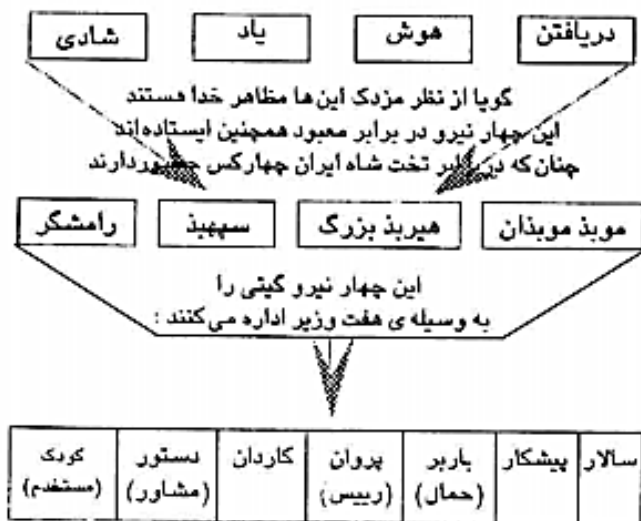 دریافتن
هوش
یاد
شادی
گویا از نظر مزدک این‌ها مظاهر خدا هستند
این چهار نیرو در برابر معبود همچنین ایستاده‌اند
چنان‌که در برابر تخت شاه ایران چهارکس حضوردارند
موبذ موبذان
هیربذ بزرگ
سپهبذ
رامشگر
این چهار نیرو گیتی را
به وسیله‌ی هفت وزیر اداره می‌کنند :
سالار
پیشکار
باربر
(حمال)
پروان
(رییس)
کاردان
دستور
(مشاور)
کودک
(مستخدم)